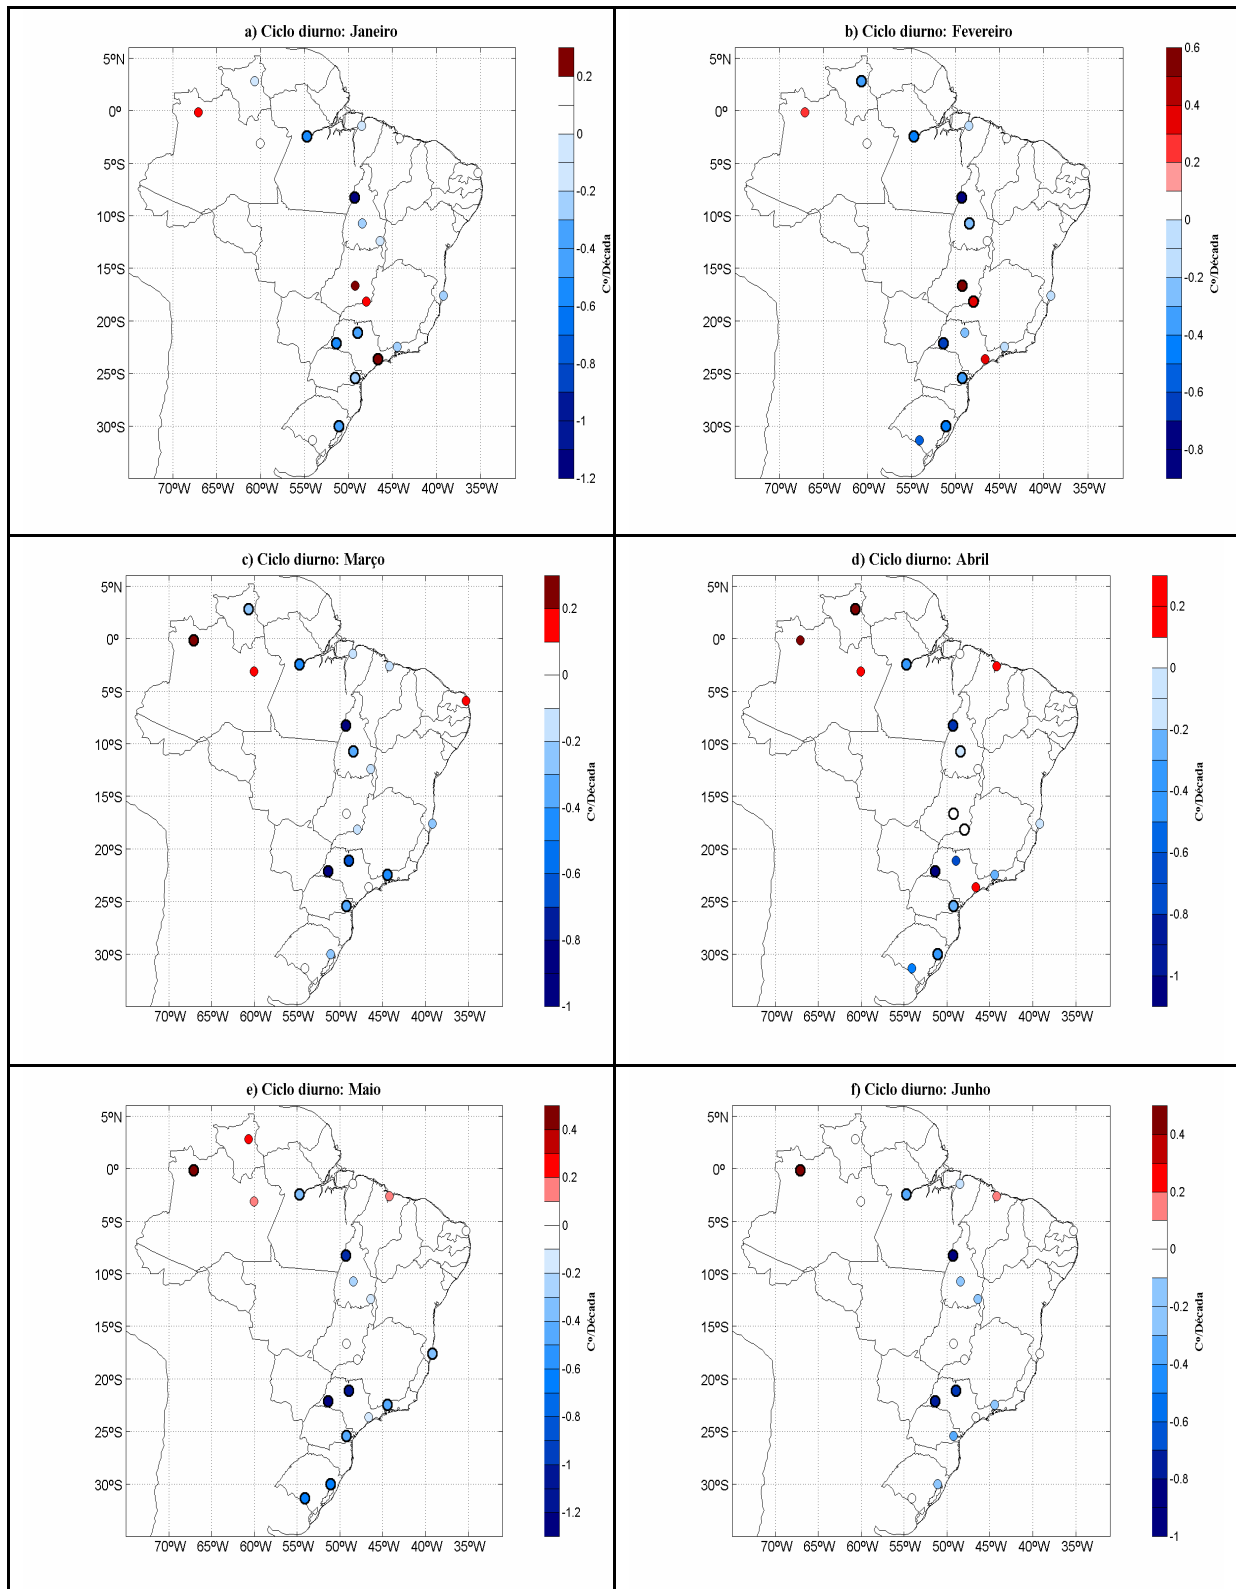 a) Ciclo diurno: Janeiro
5ºN
0º
5ºS
10ºS
15ºS
20ºS
25ºS
30ºS
70ºW 65ºW 60ºW 55ºW 50ºW 45ºW 40ºW 35ºW
0.2
0
-0.2
-0.4
-0.6
-0.8
-1
-1.2
Cº/Década
b) Ciclo diurno: Fevereiro
5ºN
0º
5ºS
10ºS
15ºS
20ºS
25ºS
30ºS
70ºW 65ºW 60ºW 55ºW 50ºW 45ºW 40ºW 35ºW
0.6
0.4
0.2
0
-0.2
-0.4
-0.6
-0.8
Cº/Década
c) Ciclo diurno: Março
5ºN
0º
5ºS
10ºS
15ºS
20ºS
25ºS
30ºS
70ºW 65ºW 60ºW 55ºW 50ºW 45ºW 40ºW 35ºW
0.2
0
-0.2
-0.4
-0.6
-0.8
-1
Cº/Década
d) Ciclo diurno: Abril
5ºN
0º
5ºS
10ºS
15ºS
20ºS
25ºS
30ºS
70ºW 65ºW 60ºW 55ºW 50ºW 45ºW 40ºW 35ºW
0.2
0
-0.2
-0.4
-0.6
-0.8
-1
Cº/Década
e) Ciclo diurno: Maio
5ºN
0º
5ºS
10ºS
15ºS
20ºS
25ºS
30ºS
70ºW 65ºW 60ºW 55ºW 50ºW 45ºW 40ºW 35ºW
0.4
0.2
0
-0.2
-0.4
-0.6
-0.8
-1
-1.2
Cº/Década
f) Ciclo diurno: Junho
5ºN
0º
5ºS
10ºS
15ºS
20ºS
25ºS
30ºS
70ºW 65ºW 60ºW 55ºW 50ºW 45ºW 40ºW 35ºW
0.4
0.2
0
-0.2
-0.4
-0.6
-0.8
-1
Cº/Década